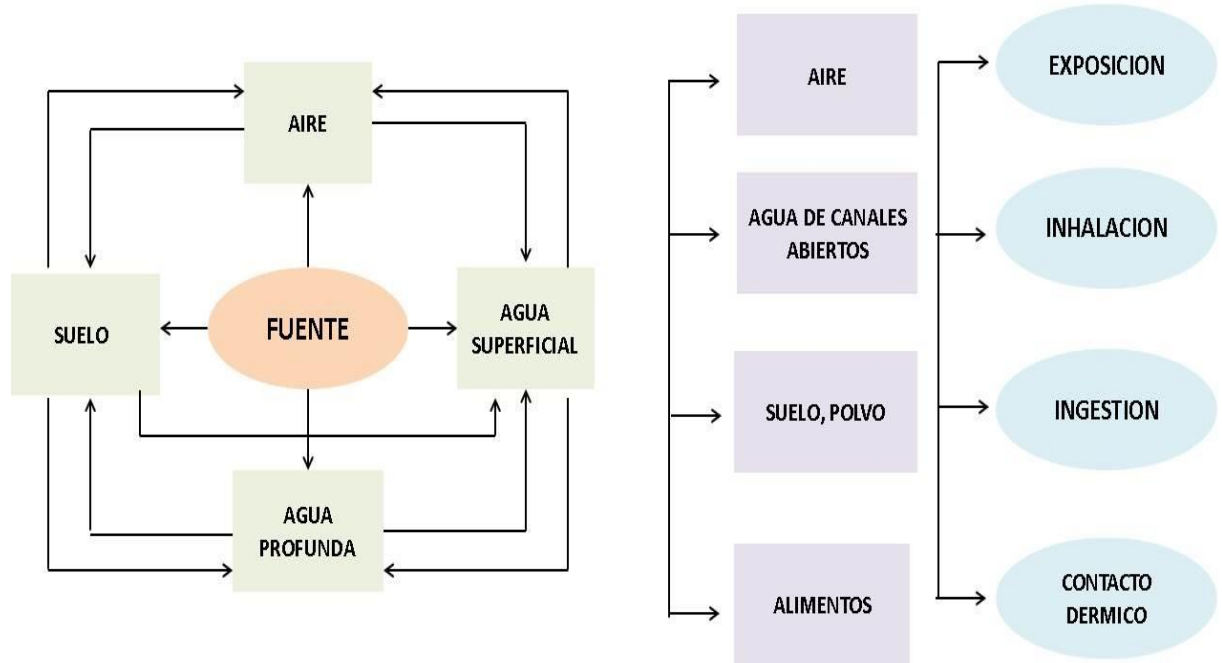 AIRE
SUELO
FUENTE
AGUA
SUPERFICIAL
AGUA
PROFUNDA
AIRE
AGUA DE CANALES
ABIERTOS
SUELO, POLVO
ALIMENTOS
EXPOSICION
INHALACION
INGESTION
CONTACTO
DERMICO